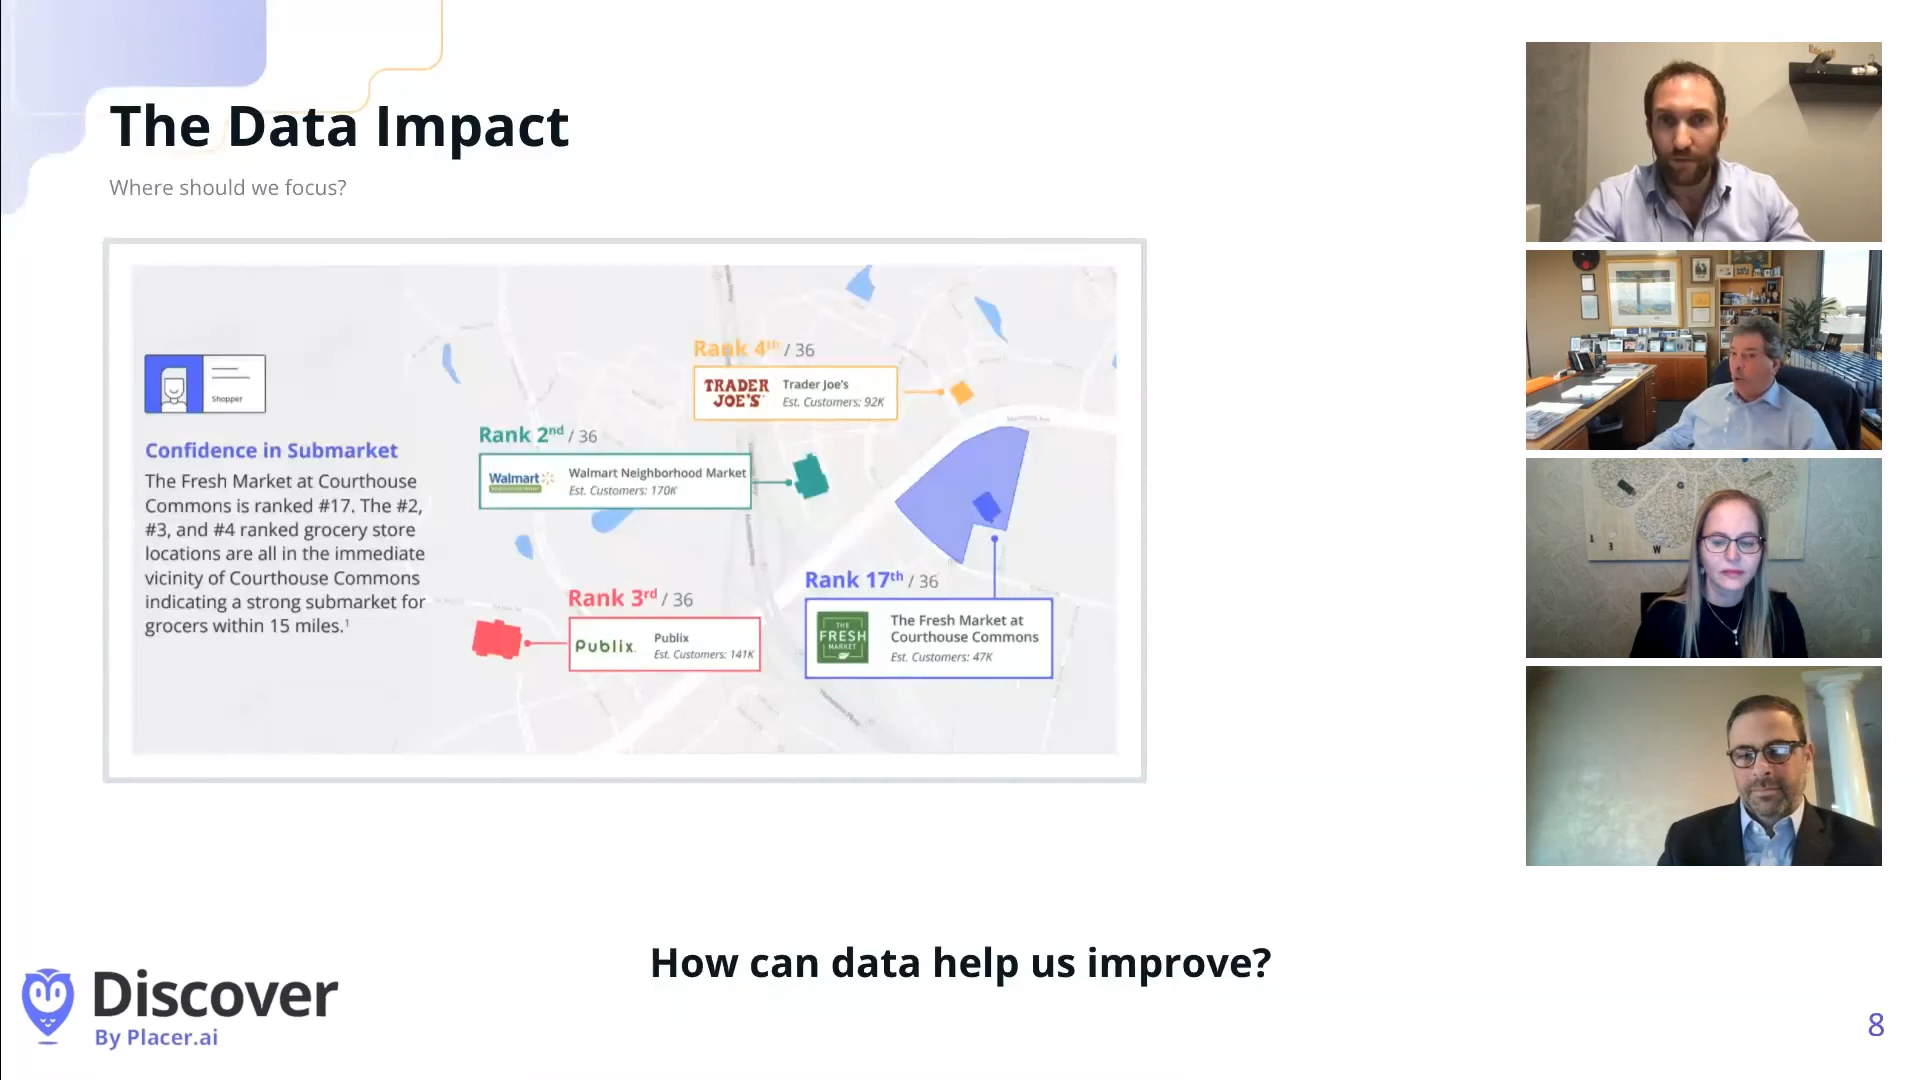 The Data Impact
Where should we focus?
Shopper
Confidence in Submarket
The Fresh Market at Courthouse
Commons is ranked #17. The #2,
#3, and #4 ranked grocery store
locations are all in the immediate
vicinity of Courthouse Commons
indicating a strong submarket for
grocers within 15 miles.¹
Rank 4th / 36
TRADER JOE'S
Trader Joe's
Est. Customers: 92K
Rank 2nd / 36
Walmart
Walmart Neighborhood Market
Est. Customers: 170K
Rank 3rd / 36
Publix.
Publix
Est. Customers: 141K
Rank 17th / 36
THE
FRESH
MARKET
The Fresh Market at
Courthouse Commons
Est. Customers: 47K
How can data help us improve?
Discover
By Placer.ai
8
W